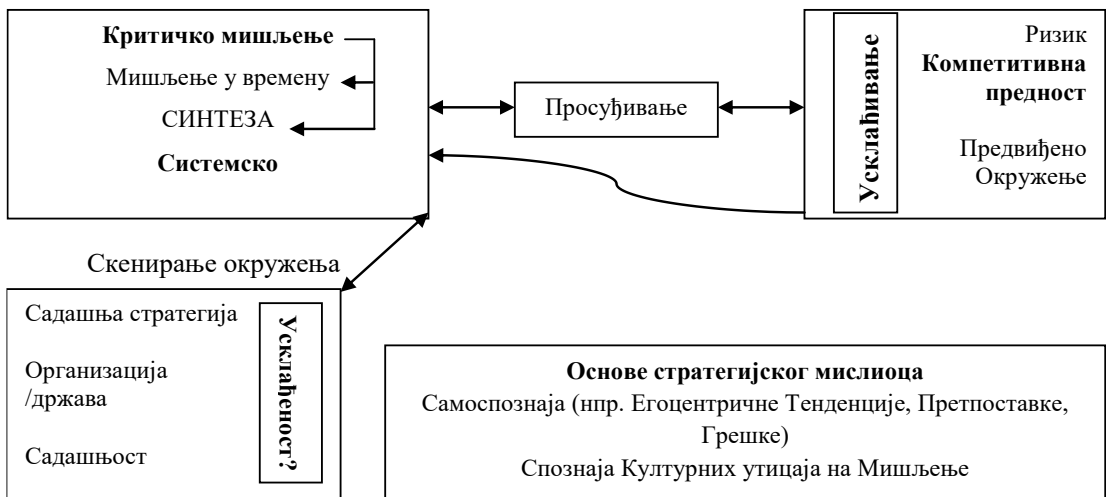 Критичко мишљење
Мишљење у времену
СИНТЕЗА
Системско
Просуђивање
Усклађивање
Ризик
Компетитивна
предност
Предвиђено
Окружење
Скенирање окружења
Садашња стратегија
Организација
/држава
Садашњост
Усклађеност?
Основе стратегијског мислиоца
Самоспознаја (нпр. Егоцентричне Тенденције, Претпоставке,
Грешке)
Спознаја Културних утицаја на Мишљење